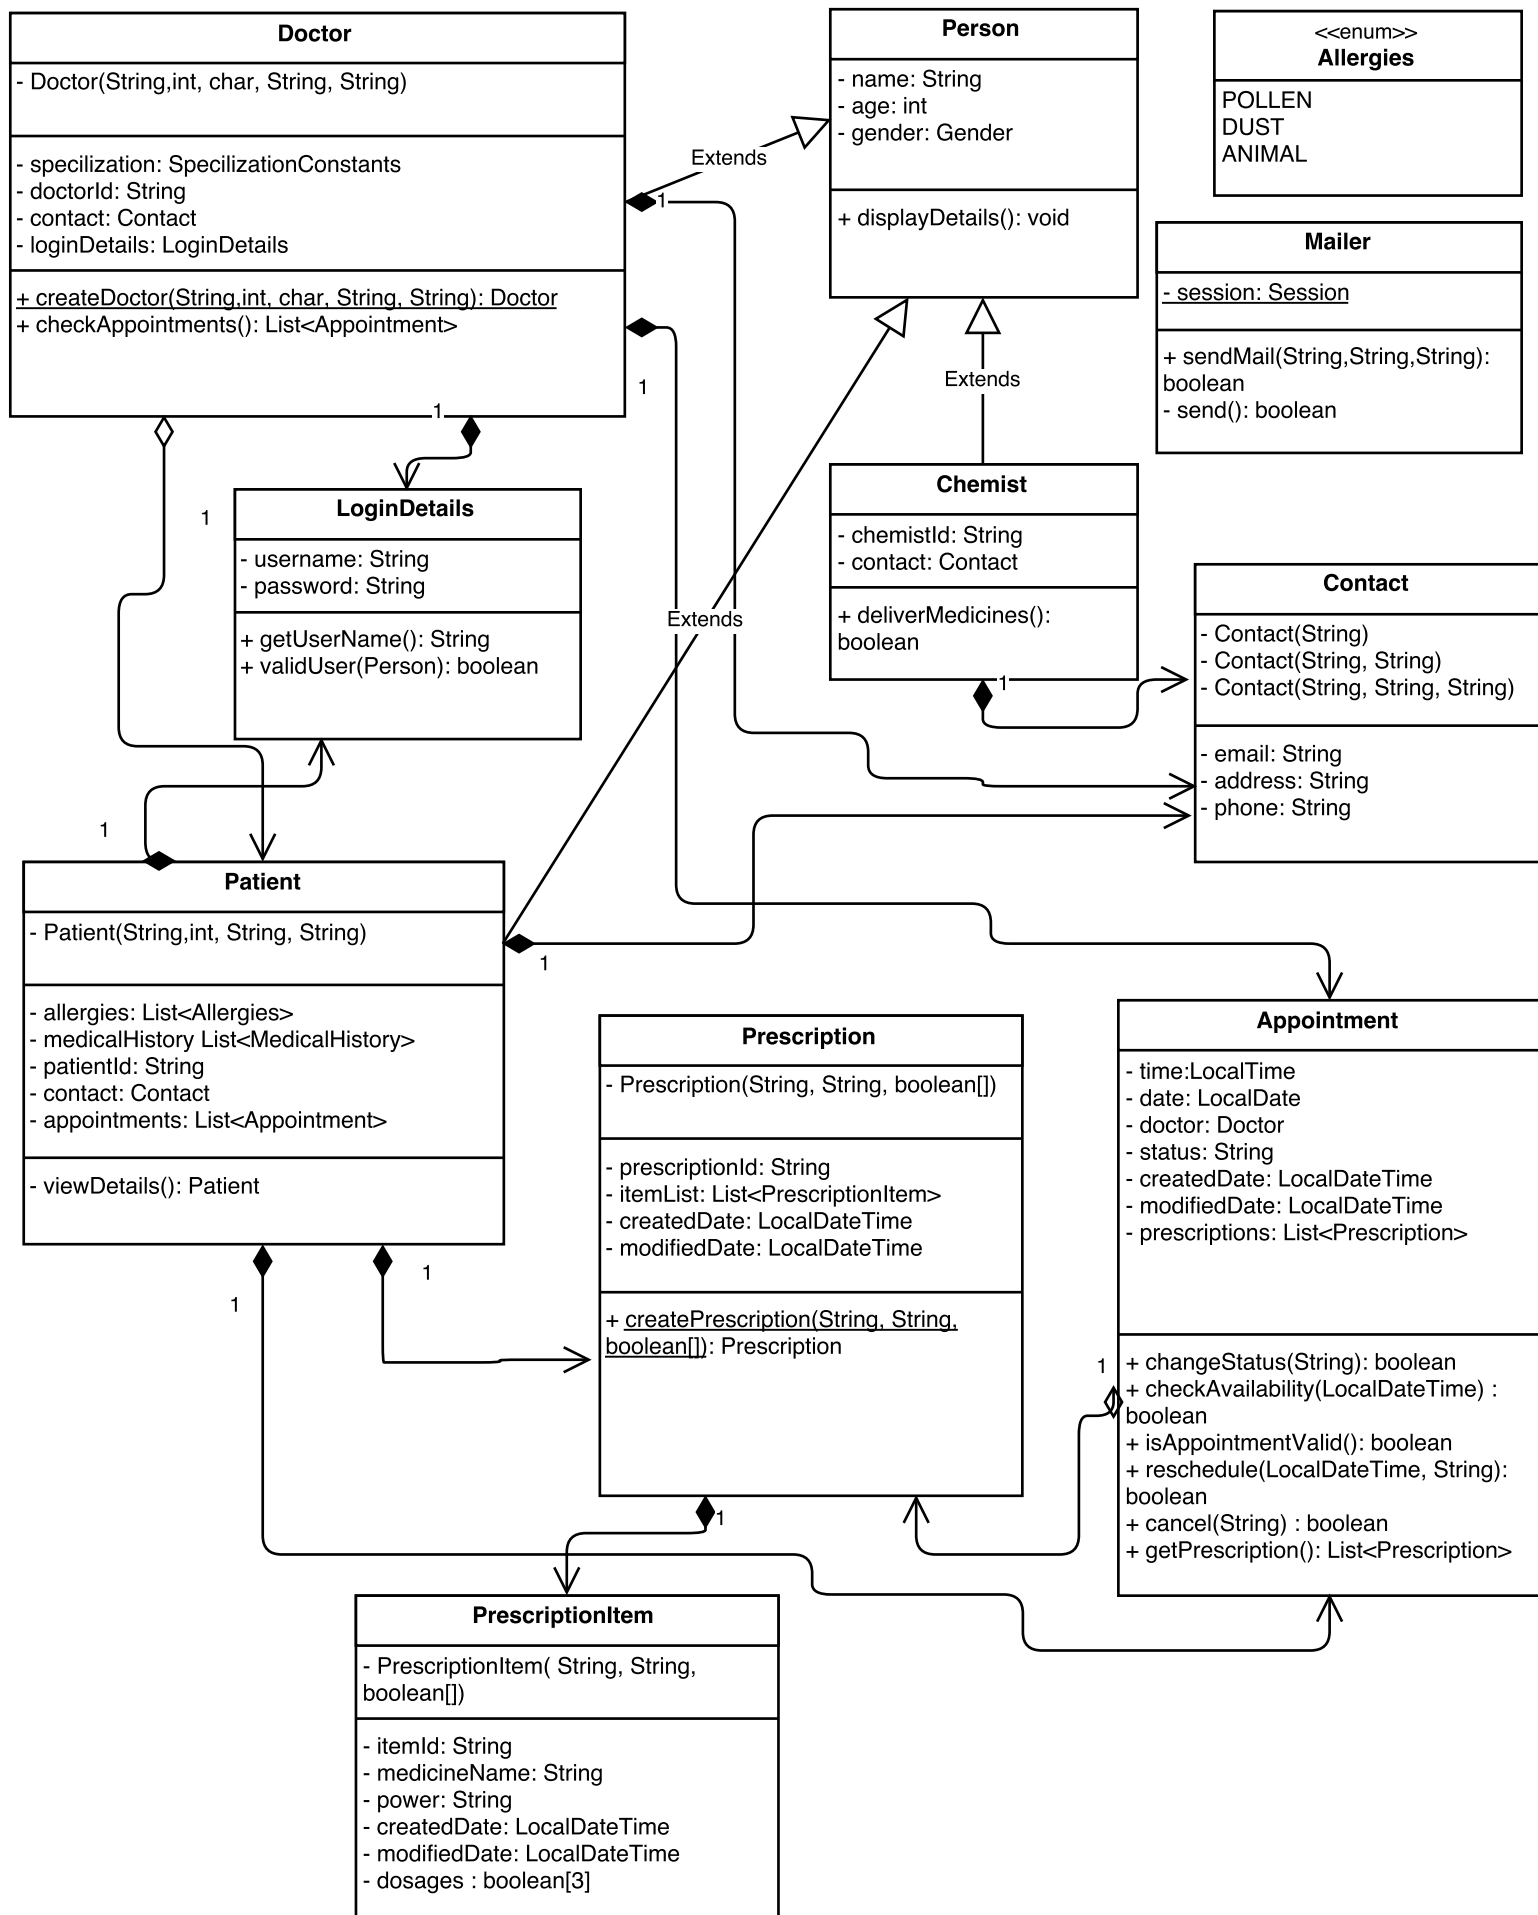 Doctor
- Doctor(String,int, char, String, String)
- specilization: SpecilizationConstants
- doctorId: String
- contact: Contact
- loginDetails: LoginDetails
+ createDoctor(String,int, char, String, String): Doctor
+ checkAppointments(): List<Appointment>
Person
- name: String
- age: int
- gender: Gender
+ displayDetails(): void
<<enum>>
Allergies
POLLEN
DUST
ANIMAL
Mailer
- session: Session
+ sendMail(String,String,String):
boolean
- send(): boolean
Extends
1
1
1
Extends
1
LoginDetails
- username: String
- password: String
+ getUserName(): String
+ validUser(Person): boolean
Chemist
- chemistId: String
- contact: Contact
+ deliverMedicines():
boolean
1
Extends
Contact
- Contact(String)
- Contact(String, String)
- Contact(String, String, String)
- email: String
- address: String
- phone: String
1
Patient
- Patient(String,int, String, String)
- allergies: List<Allergies>
- medicalHistory List<MedicalHistory>
- patientId: String
- contact: Contact
- appointments: List<Appointment>
- viewDetails(): Patient
1
1
1
Prescription
- Prescription(String, String, boolean[])
- prescriptionId: String
- itemList: List<PrescriptionItem>
- createdDate: LocalDateTime
- modifiedDate: LocalDateTime
+ createPrescription(String, String,
boolean[]): Prescription
1
Appointment
- time:LocalTime
- date: LocalDate
- doctor: Doctor
- status: String
- createdDate: LocalDateTime
- modifiedDate: LocalDateTime
- prescriptions: List<Prescription>
1
+ changeStatus(String): boolean
+ checkAvailability(LocalDateTime) :
boolean
+ isAppointmentValid(): boolean
+ reschedule(LocalDateTime, String):
boolean
+ cancel(String) : boolean
+ getPrescription(): List<Prescription>
PrescriptionItem
- PrescriptionItem( String, String,
boolean[])
- itemId: String
- medicineName: String
- power: String
- createdDate: LocalDateTime
- modifiedDate: LocalDateTime
- dosages : boolean[3]